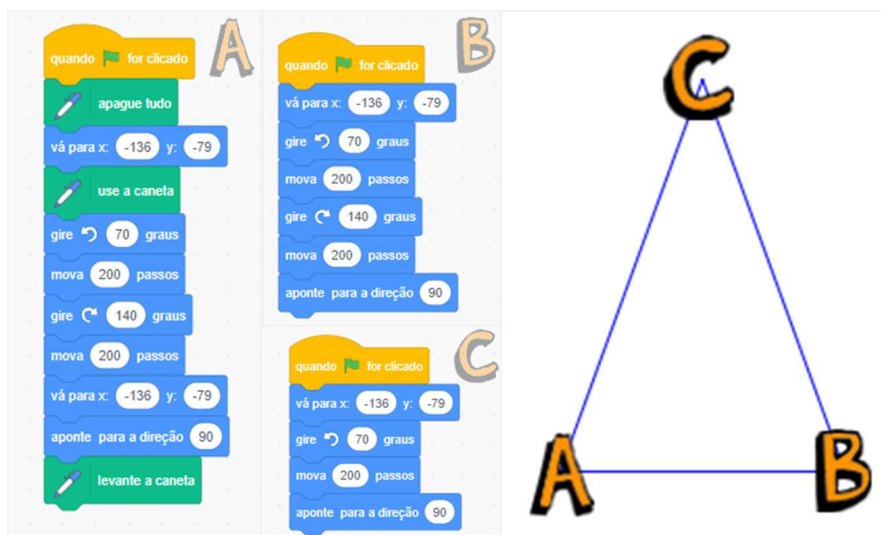 A
quando for clicado
apague tudo
vá para x: -136 y: -79
use a caneta
gire 70 graus
mova 200 passos
gire 140 graus
mova 200 passos
vá para x: -136 y: -79
aponte para a direção 90
levante a caneta
B
quando for clicado
vá para x: -136 y: -79
gire 70 graus
mova 200 passos
gire 140 graus
mova 200 passos
aponte para a direção 90
C
quando for clicado
vá para x: -136 y: -79
gire 70 graus
mova 200 passos
aponte para a direção 90
C
A B